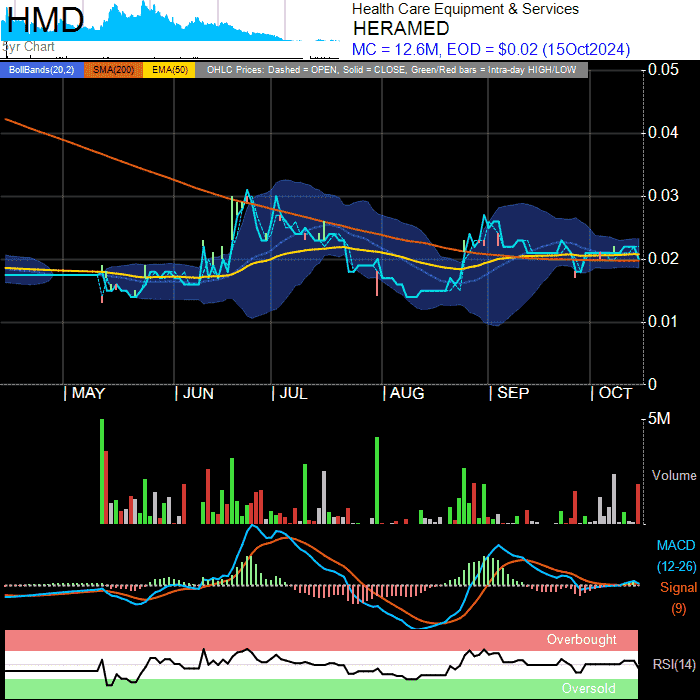 HMD
5yr Chart
Health Care Equipment & Services
HERAMED
MC = 12.6M, EOD = $0.02 (15Oct2024)
BollBands(20,2) SMA(200) EMA(50) OHLC Prices: Dashed = OPEN, Solid = CLOSE, Green/Red bars = Intra-day HIGH/LOW
0.05
0.04
0.03
0.02
0.01
0
MAY JUN JUL AUG SEP OCT
5M
Volume
MACD
(12-26)
Signal
(9)
Overbought
RSI(14)
Oversold